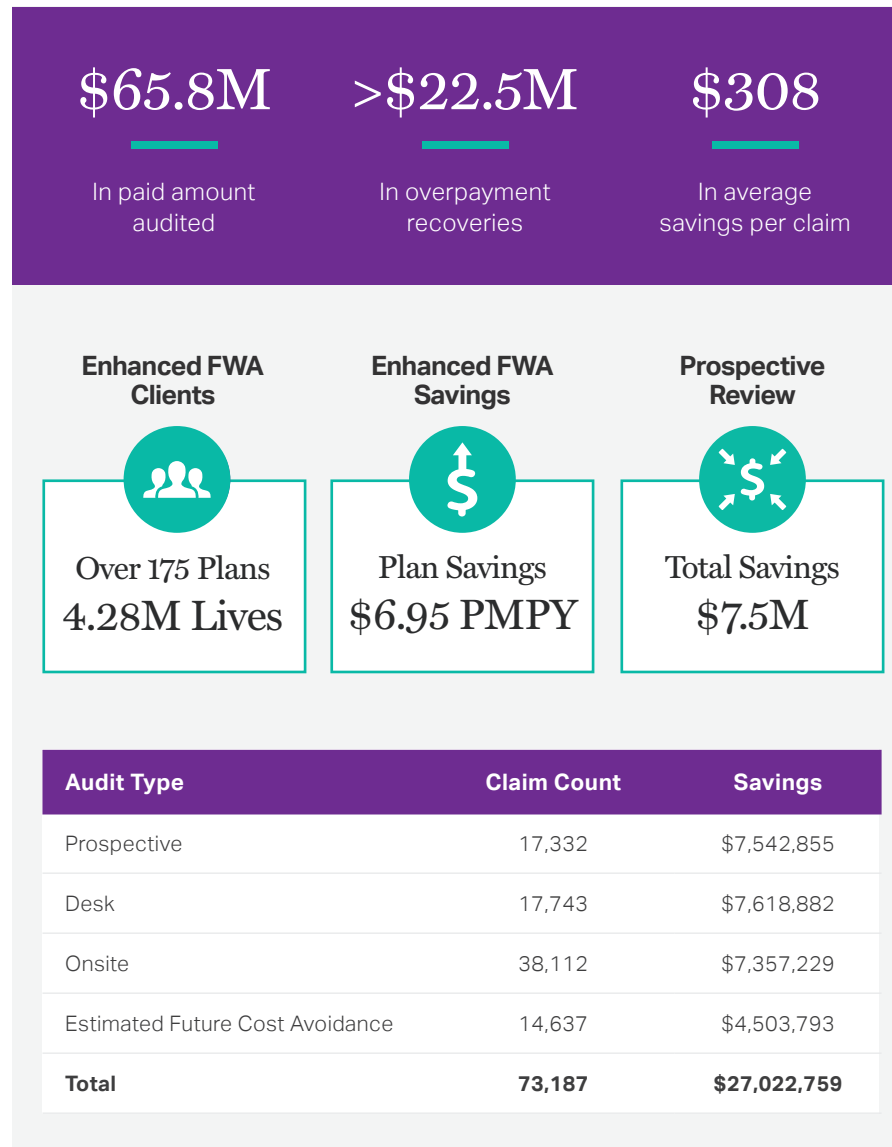 $65.8M
In paid amount
audited
>$22.5M
In overpayment
recoveries
$308
In average
savings per claim
Enhanced FWA
Clients
Over 175 Plans
4.28M Lives
Enhanced FWA
Savings
Plan Savings
$6.95 PMPY
Prospective
Review
Total Savings
$7.5M
Audit Type Claim Count Savings
Prospective 17,332 $7,542,855
Desk 17,743 $7,618,882
Onsite 38,112 $7,357,229
Estimated Future Cost Avoidance 14,637 $4,503,793
Total 73,187 $27,022,759